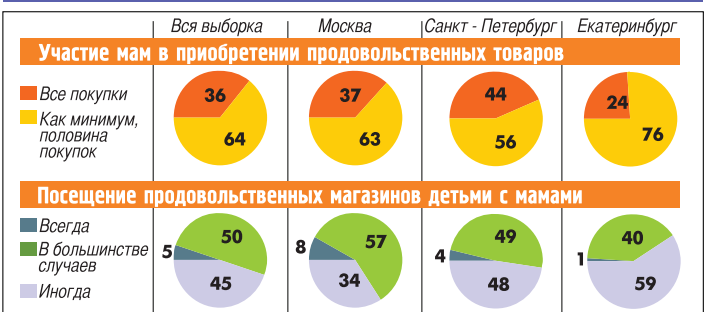 Вся выборка Москва Санкт - Петербург Екатеринбург
Участие мам в приобретении продовольственных товаров
Все покупки
Как минимум,
половина
покупок
36 64
37 63
44 56
24 76
Посещение продовольственных магазинов детьми с мамами
Всегда
В большинстве
случаев
Иногда
5 50 45
8 57 34
4 49 48
1 40 59